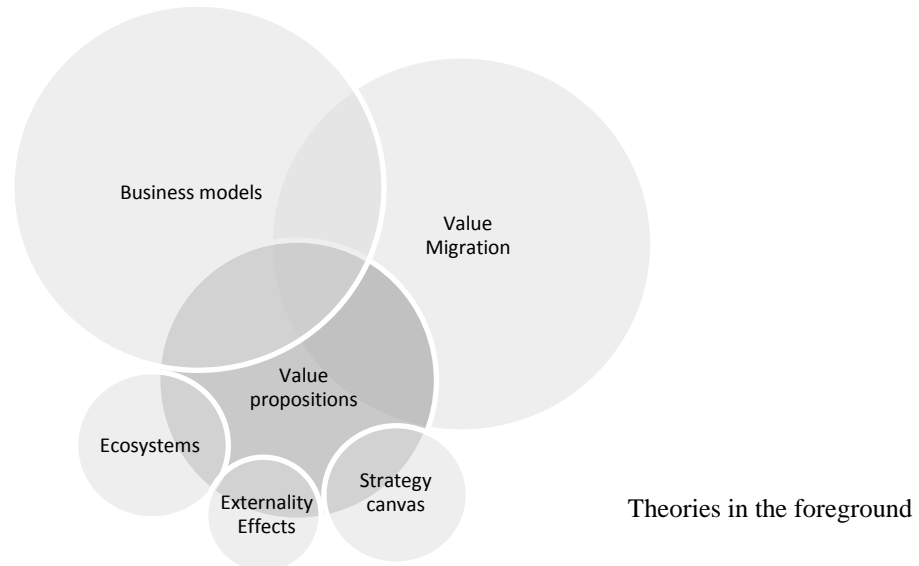 Business models
Value
Migration
Value
propositions
Ecosystems
Externality
Effects
Strategy
canvas
Theories in the foreground